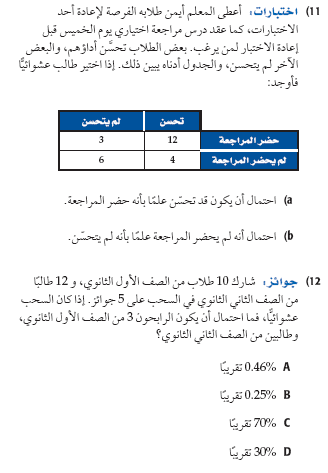 11) اختبارات: أعطى المعلم أيمن طلابه الفرصة لإعادة أحد
الاختبارات، كما عقد درس مراجعة اختياري يوم الخميس قبل
إعادة الاختبار لمن يرغب. بعض الطلاب تحسَّن أداؤهم، والبعض
الآخر لم يتحسن، والجدول أدناه يبين ذلك. إذا اختير طالب عشوائيًّا
فأوجد:
تحسن لم يتحسن
حضر المراجعة 12 3
لم يحضر المراجعة 4 6
a) احتمال أن يكون قد تحسّن علمًا بأنه حضر المراجعة.
b) احتمال أنه لم يحضر المراجعة علمًا بأنه لم يتحسّن.
12) جوائز: شارك 10 طلاب من الصف الأول الثانوي، و 12 طالبًا
من الصف الثاني الثانوي في السحب على 5 جوائز. إذا كان السحب
عشوائيًّا، فما احتمال أن يكون الرابحون 3 من الصف الأول الثانوي،
وطالبين من الصف الثاني الثانوي؟
A 0.46% تقريبًا
B 0.25% تقريبًا
C 70% تقريبًا
D 30% تقريبًا